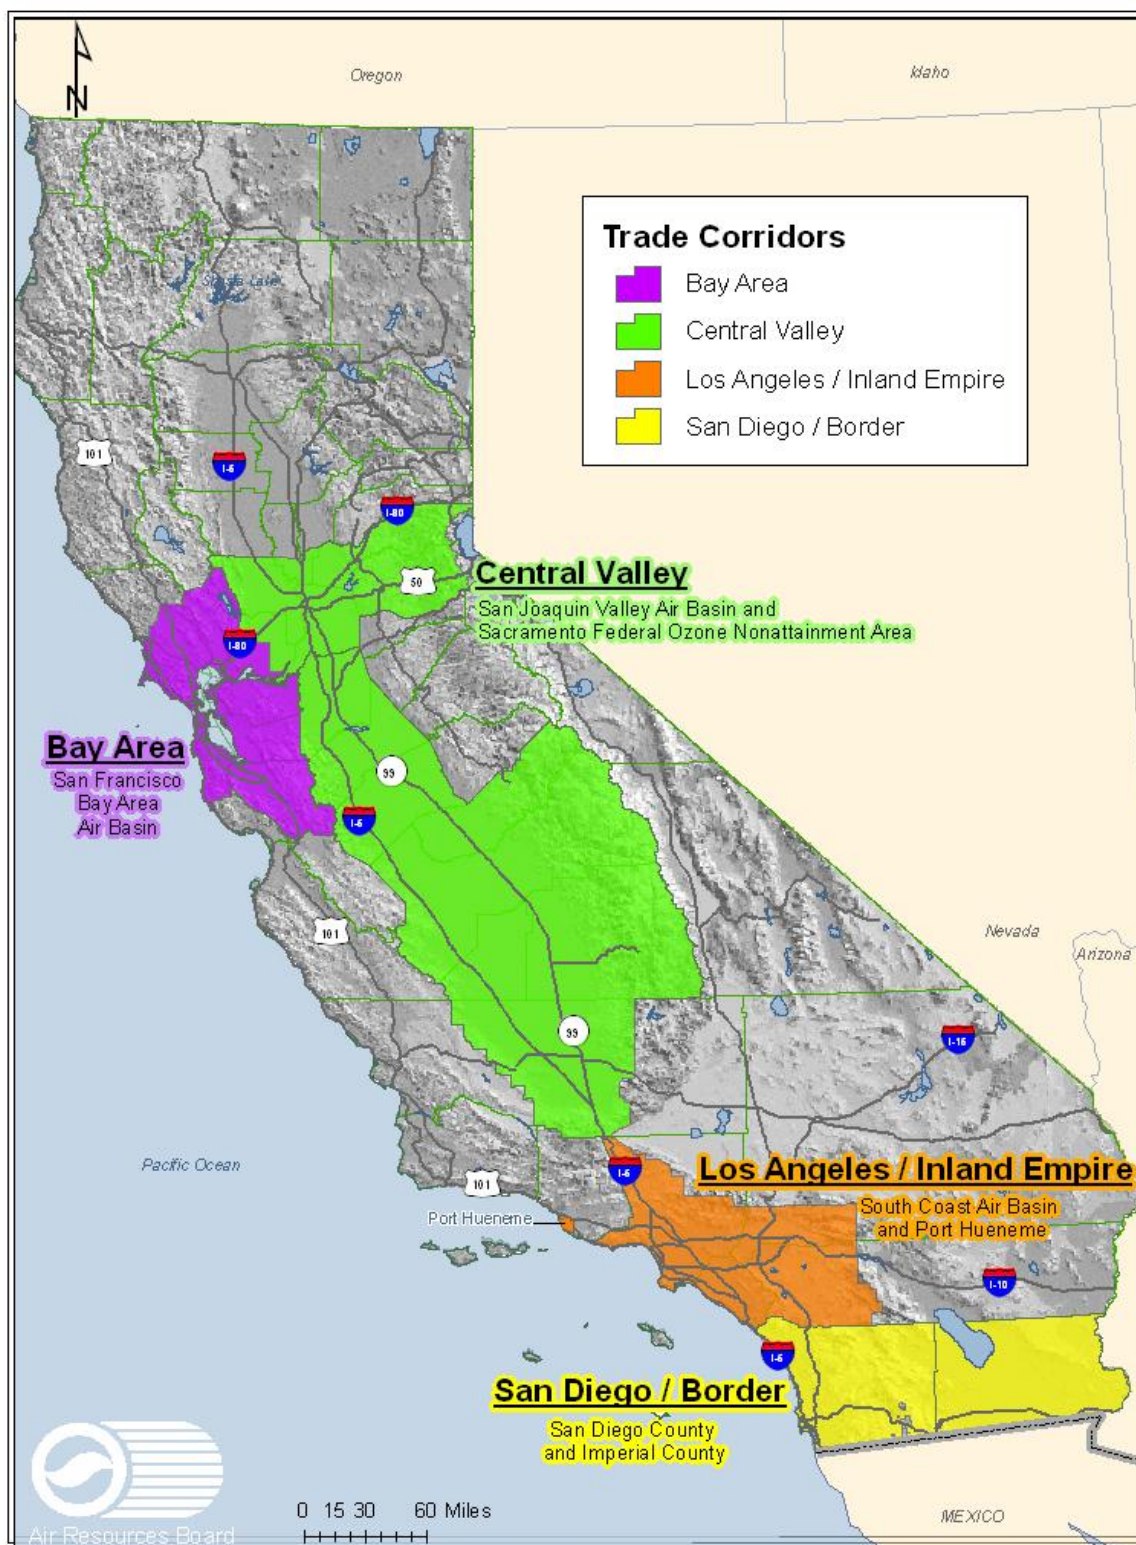 N
Oregon
Idaho
Trade Corridors
Bay Area
Central Valley
Los Angeles / Inland Empire
San Diego / Border
Shasta Lake
101
I-5
I-80
50
Central Valley
San Joaquin Valley Air Basin and
Sacramento Federal Ozone Nonattainment Area
I-80
Bay Area
San Francisco
Bay Area
Air Basin
99
I-5
101
Nevada
Arizona
99
I-15
Pacific Ocean
I-5
Los Angeles / Inland Empire
101
South Coast Air Basin
and Port Hueneme
Port Hueneme
I-10
I-5
San Diego / Border
San Diego County
and Imperial County
0 15 30 60 Miles
MEXICO
Air Resources Board